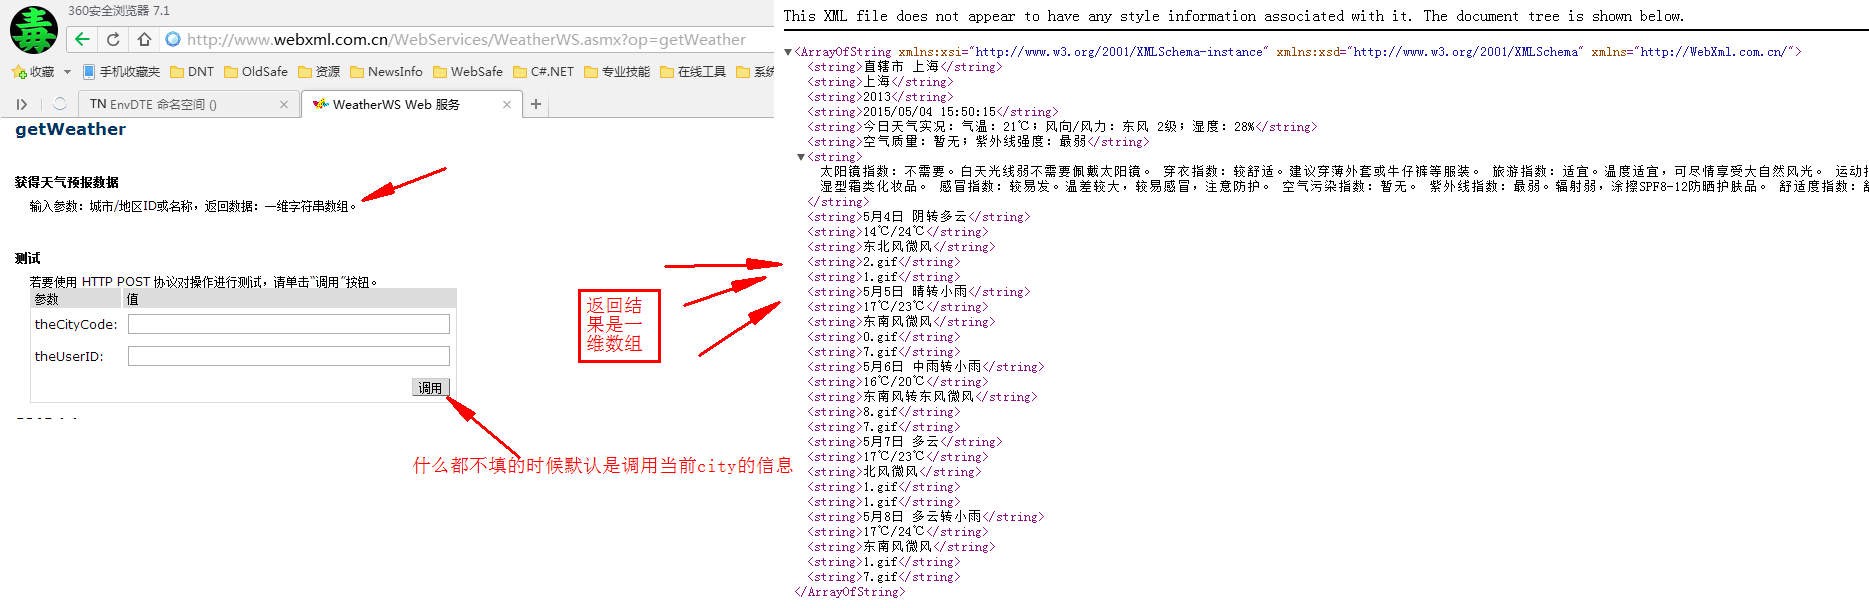 毒霸
360安全浏览器 7.1
http://www.webxml.com.cn/WebServices/WeatherWS.asmx?op=getWeather
收藏 手机收藏夹 DNT OldSafe 资源 NewsInfo WebSafe C#.NET 专业技能 在线工具 系统
TN EnvDTE 命名空间 () × WeatherWS Web 服务 × +
getWeather
获得天气预报数据
输入参数：城市/地区ID或名称，返回数据：一维字符串数组。
测试
若要使用 HTTP POST 协议对操作进行测试，请单击“调用”按钮。
参数 值
theCityCode:
theUserID:
调用
什么都不填的时候默认是调用当前city的信息
返回结
果是一
维数组
This XML file does not appear to have any style information associated with it. The document tree is shown below.
▼<ArrayOfString xmlns:xsi="http://www.w3.org/2001/XMLSchema-instance" xmlns:xsd="http://www.w3.org/2001/XMLSchema" xmlns="http://WebXml.com.cn/">
<string>直辖市 上海</string>
<string>上海</string>
<string>2013</string>
<string>2015/05/04 15:50:15</string>
<string>今日天气实况：气温：21℃；风向/风力：东风 2级；湿度：28%</string>
<string>空气质量：暂无；紫外线强度：最弱</string>
▼<string>
太阳镜指数：不需要。白天光线弱不需要佩戴太阳镜。 穿衣指数：较舒适。建议穿薄外套或牛仔裤等服装。 旅游指数：适宜。温度适宜，可尽情享受大自然风光。 运动
湿型霜类化妆品。 感冒指数：较易发。温差较大，较易感冒，注意防护。 空气污染指数：暂无。 紫外线指数：最弱。辐射弱，涂擦SPF8-12防晒护肤品。 舒适度指数：
</string>
<string>5月4日 阴转多云</string>
<string>14℃/24℃</string>
<string>东北风微风</string>
<string>2.gif</string>
<string>1.gif</string>
<string>5月5日 晴转小雨</string>
<string>17℃/23℃</string>
<string>东南风微风</string>
<string>0.gif</string>
<string>7.gif</string>
<string>5月6日 中雨转小雨</string>
<string>16℃/20℃</string>
<string>东南风转东风微风</string>
<string>8.gif</string>
<string>7.gif</string>
<string>5月7日 多云</string>
<string>17℃/23℃</string>
<string>北风微风</string>
<string>1.gif</string>
<string>1.gif</string>
<string>5月8日 多云转小雨</string>
<string>17℃/24℃</string>
<string>东南风微风</string>
<string>1.gif</string>
<string>7.gif</string>
</ArrayOfString>